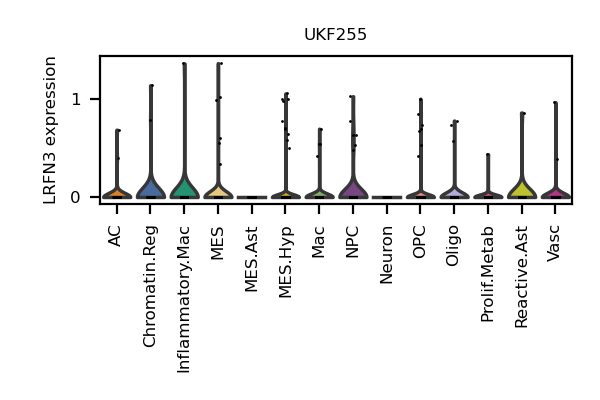 UKF255
LRFN3 expression
1
0
AC
Chromatin.Reg
Inflammatory.Mac
MES
MES.Ast
MES.Hyp
Mac
NPC
Neuron
OPC
Oligo
Prolif.Metab
Reactive.Ast
Vasc